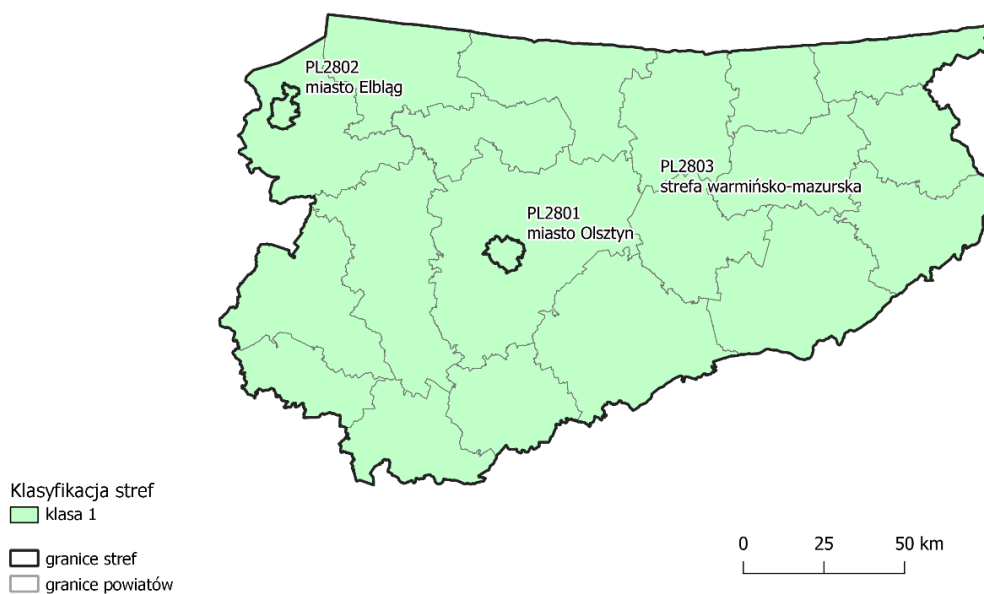 PL2802
miasto Elbląg
PL2803
strefa warmińsko-mazurska
PL2801
miasto Olsztyn
Klasyfikacja stref
klasa 1
granice stref
granice powiatów
0 25 50 km